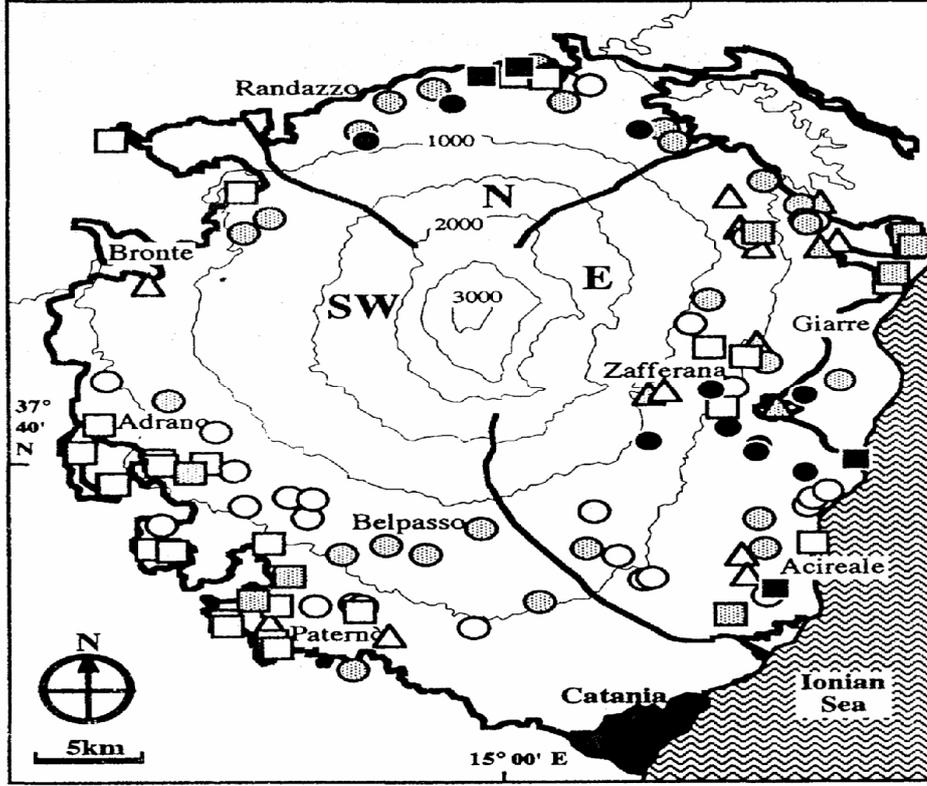 Randazzo
1000
N
2000
Bronte
E
SW
3000
Giarre
Zafferana
37°
40'
N
Adrano
Belpasso
Acireale
Paterno
N
Catania
Ionian
Sea
5km
15° 00' E